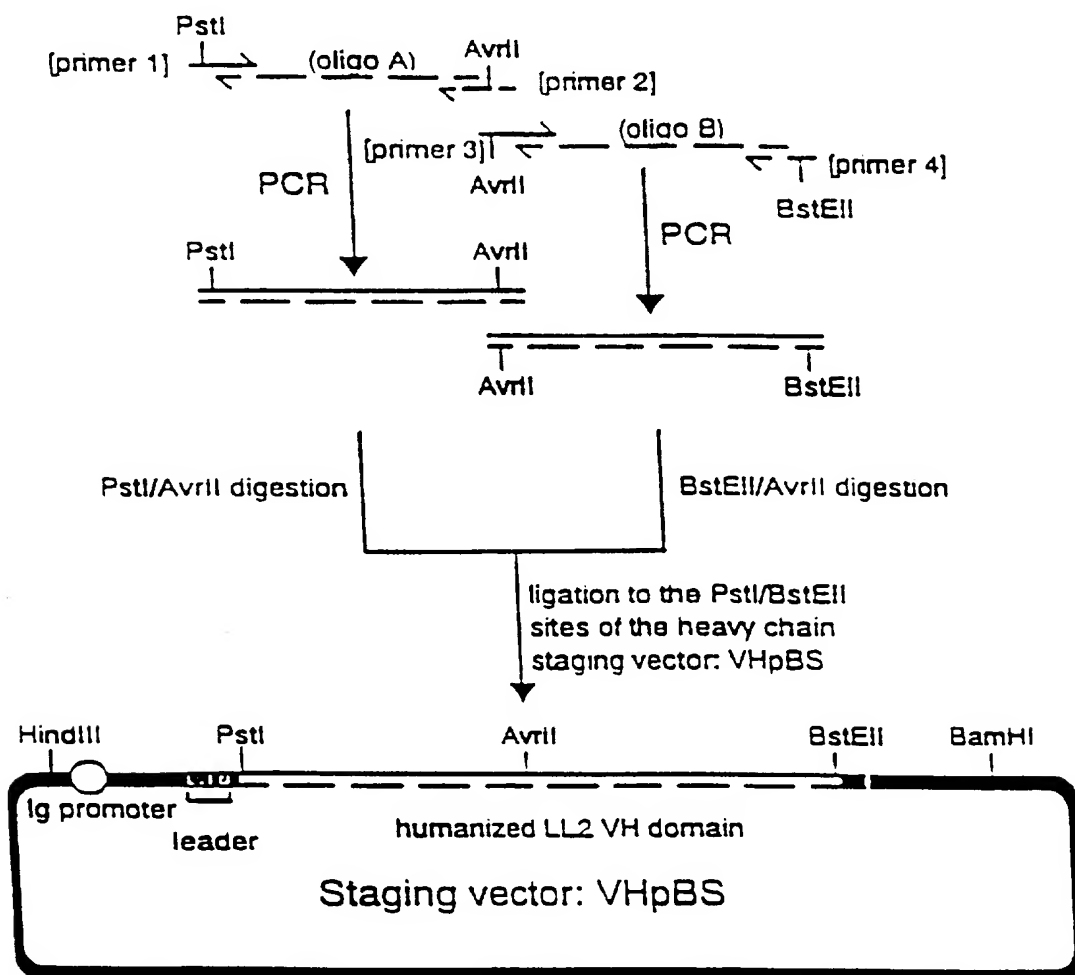 PstI
AvrII
[primer 1]
(oligo A)
[primer 2]
(oligo B)
[primer 3]
[primer 4]
AvrII
BstEII
PCR
PCR
PstI
AvrII
AvrII
BstEII
PstI/AvrII digestion
BstEII/AvrII digestion
ligation to the PstI/BstEII
sites of the heavy chain
staging vector: VHpBS
HindIII
PstI
AvrII
BstEII
BamHI
Ig promoter
leader
humanized LL2 VH domain
Staging vector: VHpBS